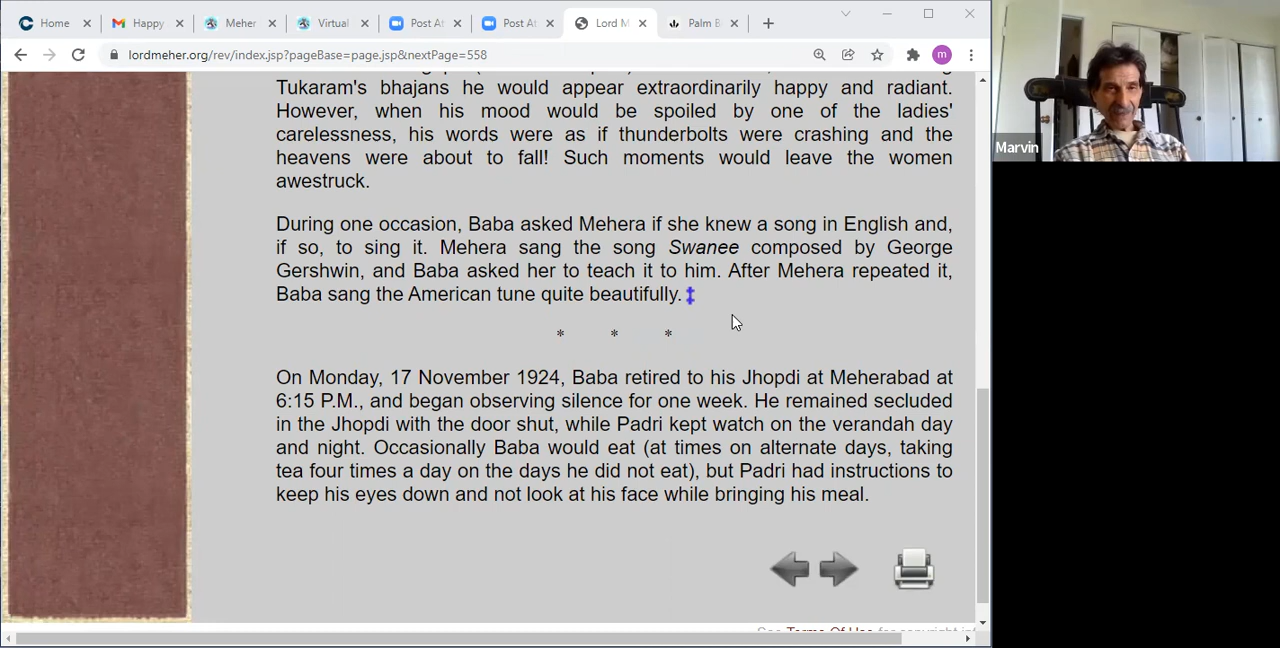 Home
Happy
Meher
Virtual
Post At
Post At
Lord M
Palm B
lordmeher.org/rev/index.jsp?pageBase=page.jsp&nextPage=558
m
Tukaram's bhajans he would appear extraordinarily happy and radiant.
However, when his mood would be spoiled by one of the ladies'
carelessness, his words were as if thunderbolts were crashing and the
heavens were about to fall! Such moments would leave the women
awestruck.
During one occasion, Baba asked Mehera if she knew a song in English and,
if so, to sing it. Mehera sang the song Swanee composed by George
Gershwin, and Baba asked her to teach it to him. After Mehera repeated it,
Baba sang the American tune quite beautifully. ‡
* * *
On Monday, 17 November 1924, Baba retired to his Jhopdi at Meherabad at
6:15 P.M., and began observing silence for one week. He remained secluded
in the Jhopdi with the door shut, while Padri kept watch on the verandah day
and night. Occasionally Baba would eat (at times on alternate days, taking
tea four times a day on the days he did not eat), but Padri had instructions to
keep his eyes down and not look at his face while bringing his meal.
Marvin